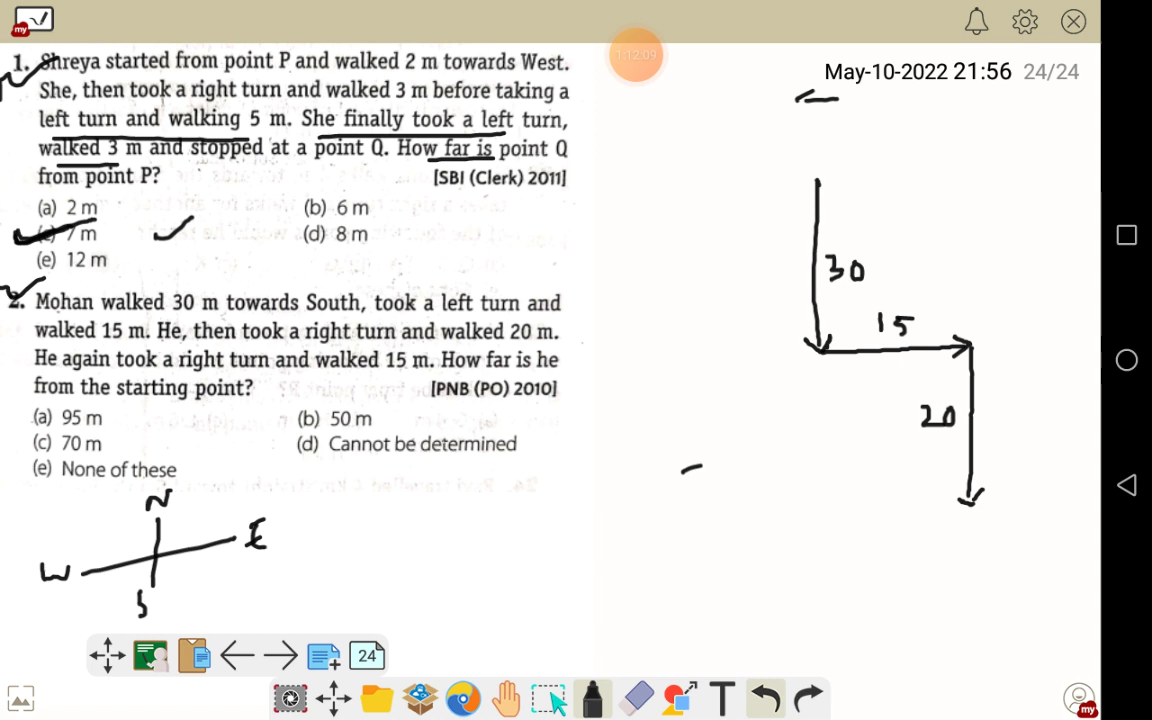 my
1:12:09
May-10-2022 21:56 24/24
1. Shreya started from point P and walked 2 m towards West.
She, then took a right turn and walked 3 m before taking a
left turn and walking 5 m. She finally took a left turn,
walked 3 m and stopped at a point Q. How far is point Q
from point P? [SBI (Clerk) 2011]
(a) 2 m (b) 6 m
(c) 7 m (d) 8 m
(e) 12 m
2. Mohan walked 30 m towards South, took a left turn and
walked 15 m. He, then took a right turn and walked 20 m.
He again took a right turn and walked 15 m. How far is he
from the starting point? [PNB (PO) 2010]
(a) 95 m (b) 50 m
(c) 70 m (d) Cannot be determined
(e) None of these
N
E
W
S
30
15
20
24
T
my